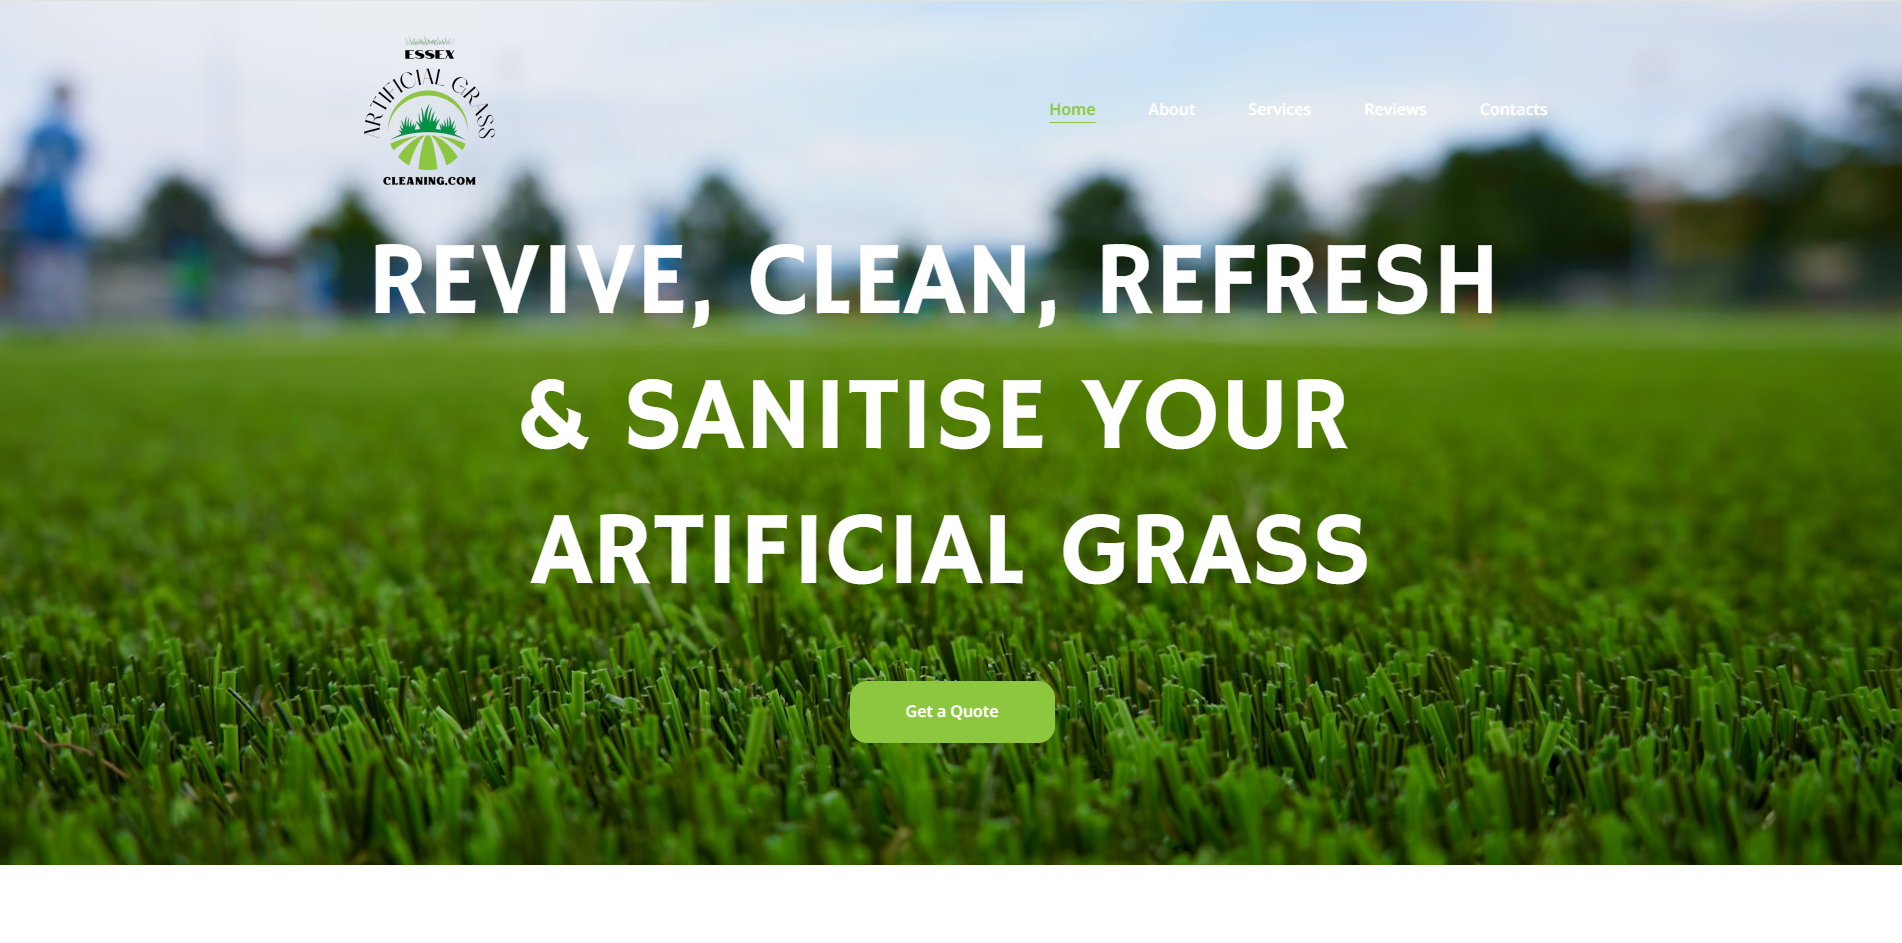 ESSEX
ARTIFICIAL GRASS
CLEANING.COM
Home About Services Reviews Contacts
REVIVE, CLEAN, REFRESH
& SANITISE YOUR
ARTIFICIAL GRASS
Get a Quote